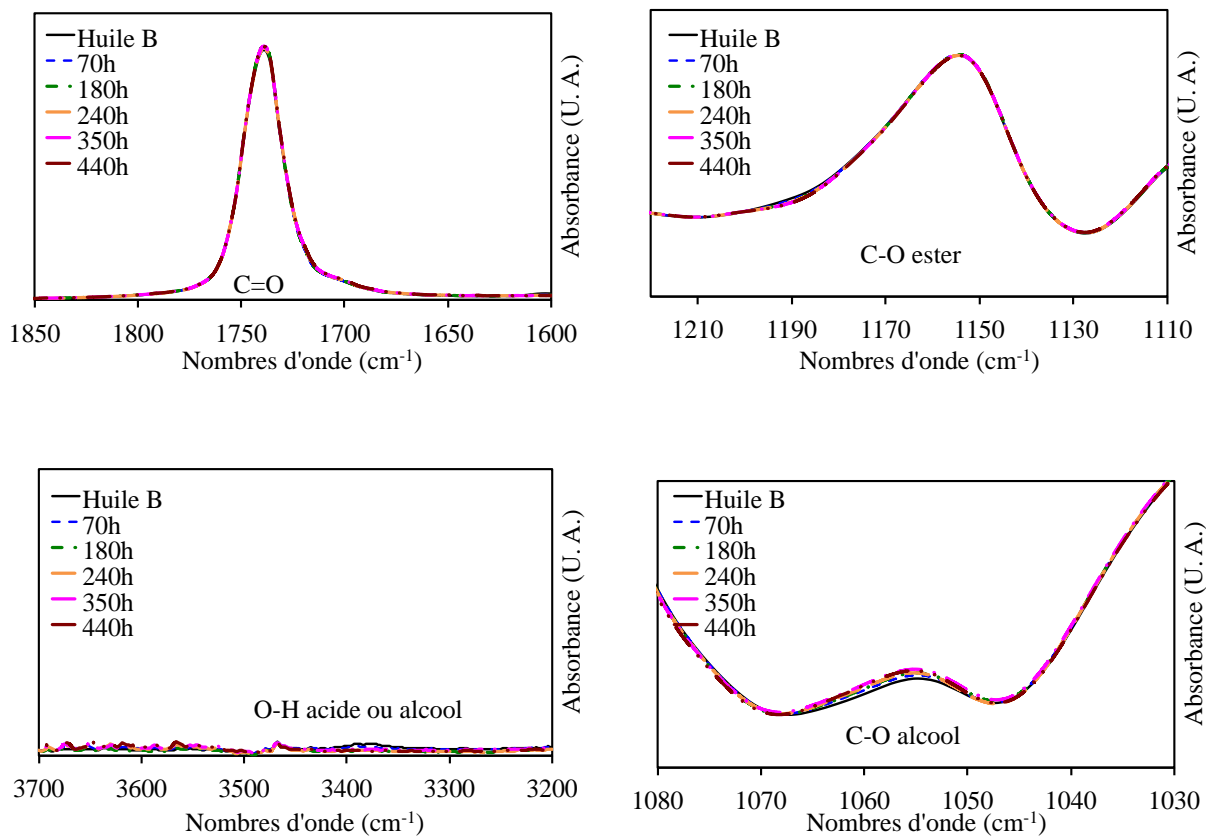 Huile B
70h
180h
240h
350h
440h
C=O
1850 1800 1750 1700 1650 1600
Nombres d'onde (cm-1)
Absorbance (U. A.)
Huile B
70h
180h
240h
350h
440h
C-O ester
1210 1190 1170 1150 1130 1110
Nombres d'onde (cm-1)
Absorbance (U. A.)
Huile B
70h
180h
240h
350h
440h
O-H acide ou alcool
3700 3600 3500 3400 3300 3200
Nombres d'onde (cm-1)
Absorbance (U. A.)
Huile B
70h
180h
240h
350h
440h
C-O alcool
1080 1070 1060 1050 1040 1030
Nombres d'onde (cm-1)
Absorbance (U. A.)